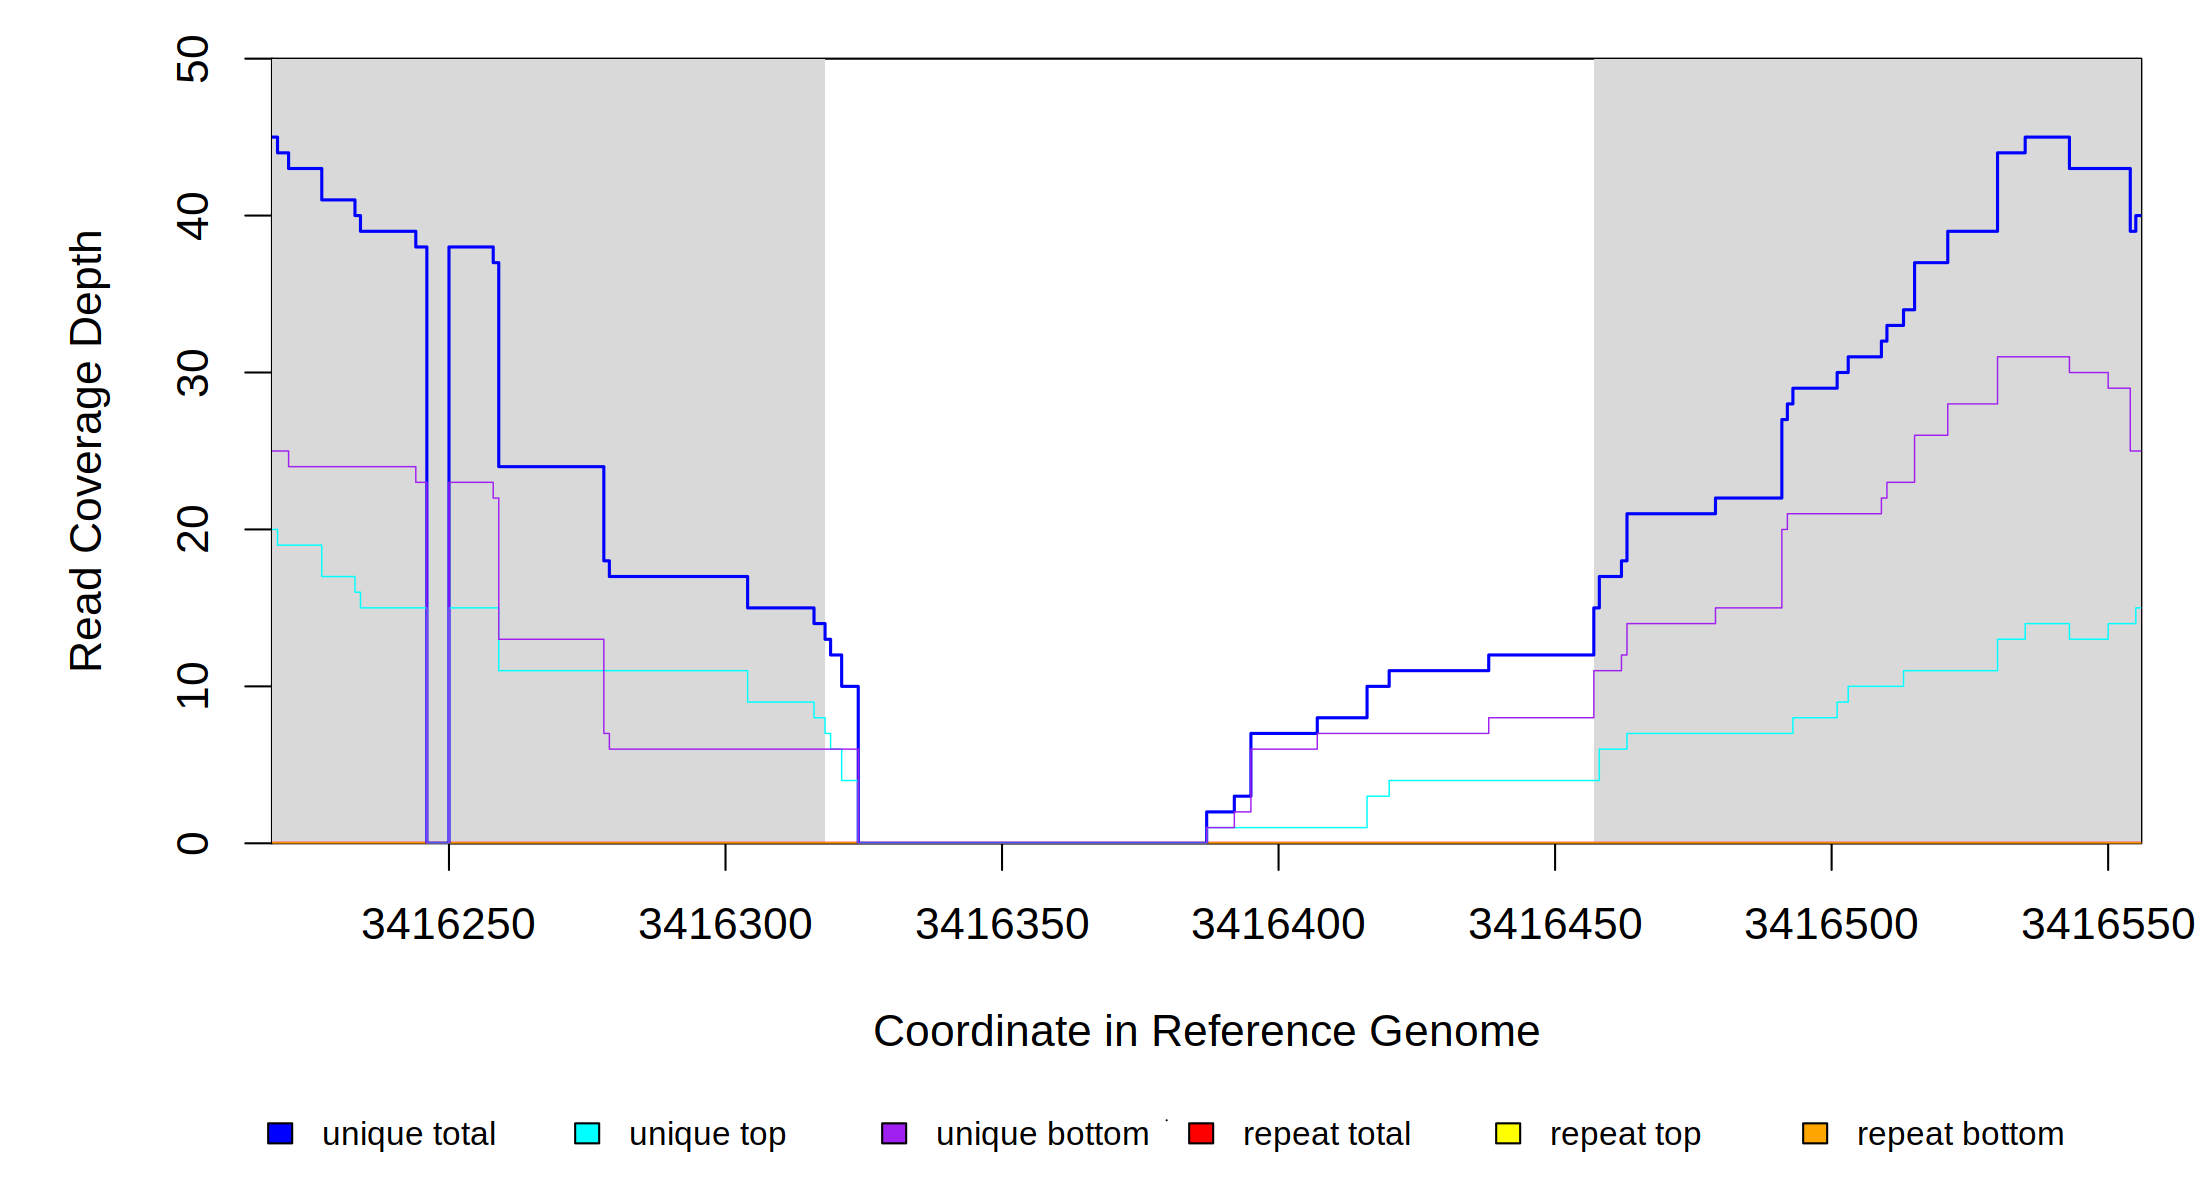 50
40
30
20
10
0
Read Coverage Depth
3416250 3416300 3416350 3416400 3416450 3416500 3416550
Coordinate in Reference Genome
unique total unique top unique bottom repeat total repeat top repeat bottom